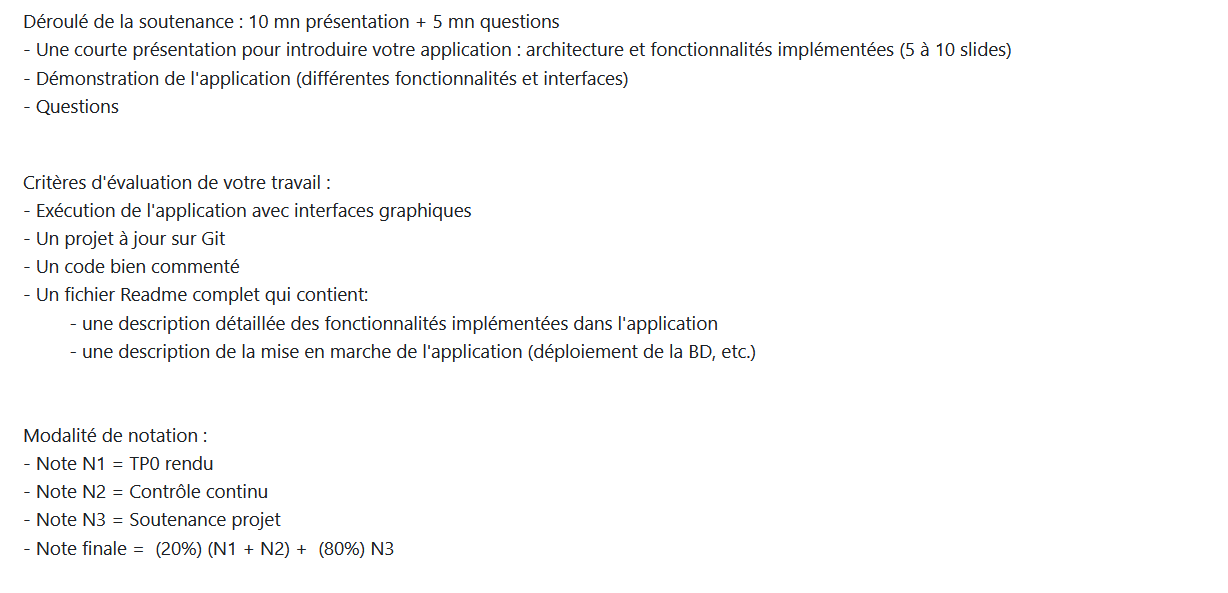 Déroulé de la soutenance : 10 mn présentation + 5 mn questions
- Une courte présentation pour introduire votre application : architecture et fonctionnalités implémentées (5 à 10 slides)
- Démonstration de l'application (différentes fonctionnalités et interfaces)
- Questions
Critères d'évaluation de votre travail :
- Exécution de l'application avec interfaces graphiques
- Un projet à jour sur Git
- Un code bien commenté
- Un fichier Readme complet qui contient:
- une description détaillée des fonctionnalités implémentées dans l'application
- une description de la mise en marche de l'application (déploiement de la BD, etc.)
Modalité de notation :
- Note N1 = TP0 rendu
- Note N2 = Contrôle continu
- Note N3 = Soutenance projet
- Note finale = (20%) (N1 + N2) + (80%) N3